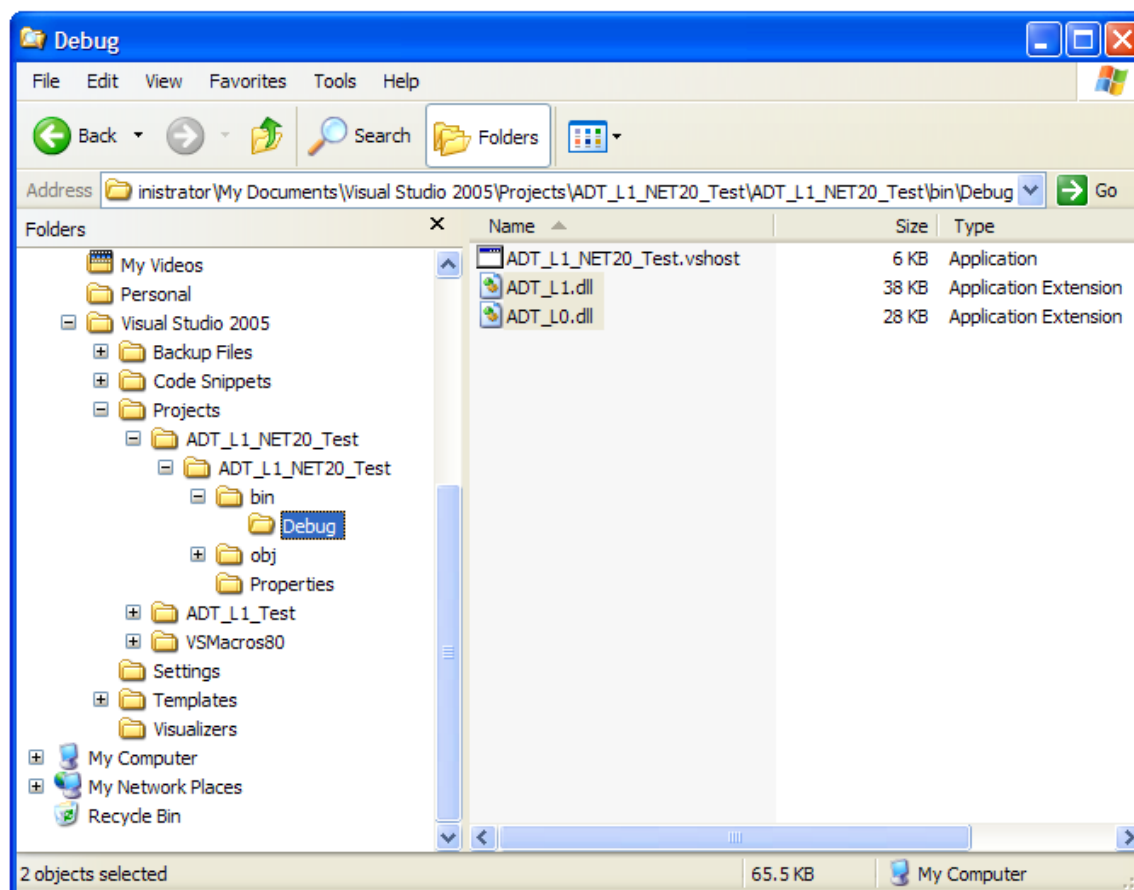 Debug
File Edit View Favorites Tools Help
Back Search Folders
Address inistrator\My Documents\Visual Studio 2005\Projects\ADT_L1_NET20_Test\ADT_L1_NET20_Test\bin\Debug Go
Folders
Name Size Type
My Videos
Personal
Visual Studio 2005
Backup Files
Code Snippets
Projects
ADT_L1_NET20_Test
ADT_L1_NET20_Test
bin
Debug
obj
Properties
ADT_L1_Test
VSMacros80
Settings
Templates
Visualizers
My Computer
My Network Places
Recycle Bin
ADT_L1_NET20_Test.vshost 6 KB Application
ADT_L1.dll 38 KB Application Extension
ADT_L0.dll 28 KB Application Extension
2 objects selected 65.5 KB My Computer